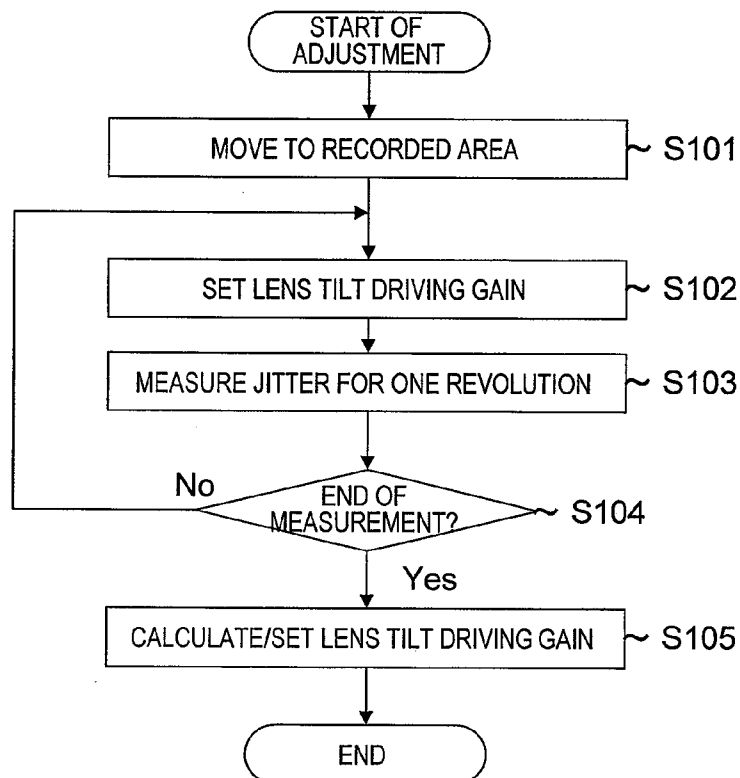 START OF
ADJUSTMENT
MOVE TO RECORDED AREA ~ S101
SET LENS TILT DRIVING GAIN ~ S102
MEASURE JITTER FOR ONE REVOLUTION ~ S103
No
END OF
MEASUREMENT? ~ S104
Yes
CALCULATE/SET LENS TILT DRIVING GAIN ~ S105
END